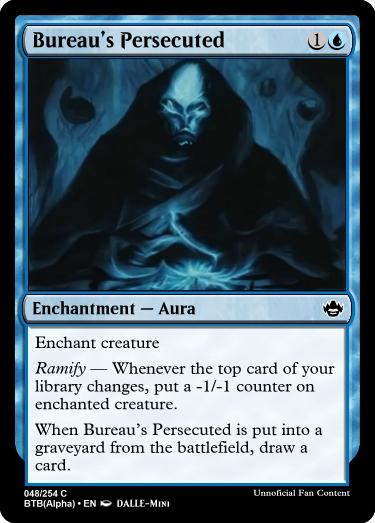 Bureau's Persecuted 1
Enchantment — Aura
Enchant creature
Ramify — Whenever the top card of your
library changes, put a -1/-1 counter on
enchanted creature.
When Bureau's Persecuted is put into a
graveyard from the battlefield, draw a
card.
048/254 C
BTB(Alpha) • EN DALLE-Mini
Unofficial Fan Content